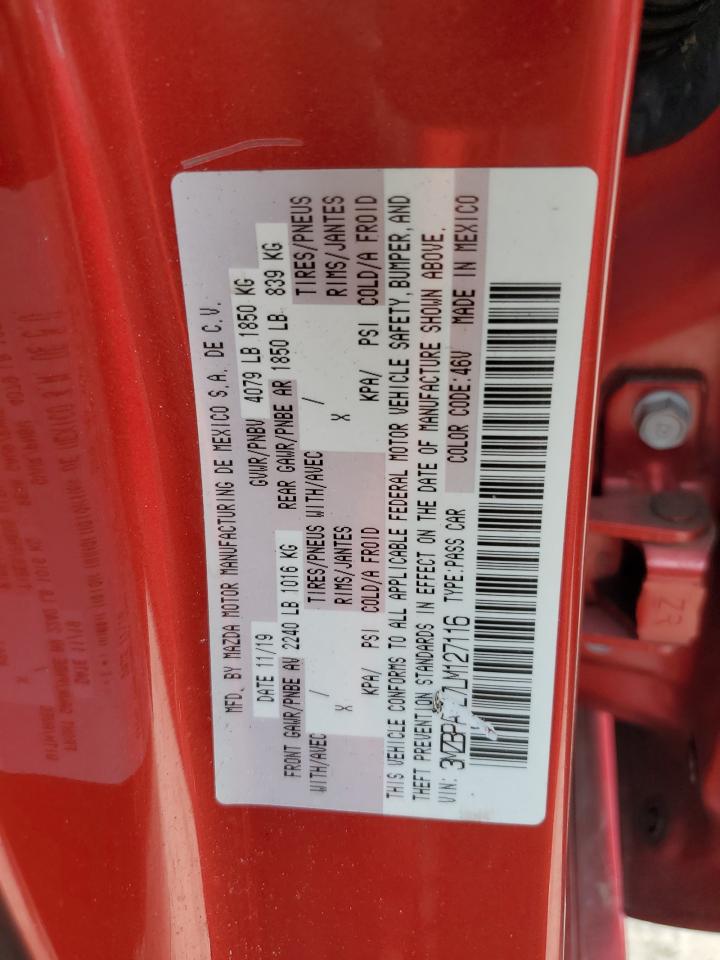 MFD. BY MAZDA MOTOR MANUFACTURING DE MEXICO S.A. DE C.V.
DATE 11/19 GVWR/PNBV 4079 LB 1850 KG
FRONT GAWR/PNBE AV 2240 LB 1016 KG REAR GAWR/PNBE AR 1850 LB 839 KG
WITH/AVEC / TIRES/PNEUS WITH/AVEC / TIRES/PNEUS
X RIMS/JANTES X RIMS/JANTES
KPA/ PSI COLD/A FROID KPA/ PSI COLD/A FROID
THIS VEHICLE CONFORMS TO ALL APPLICABLE FEDERAL MOTOR VEHICLE SAFETY, BUMPER, AND
THEFT PREVENTION STANDARDS IN EFFECT ON THE DATE OF MANUFACTURE SHOWN ABOVE.
VIN: TYPE:PASS CAR COLOR CODE:46V MADE IN MEXICO
ZR